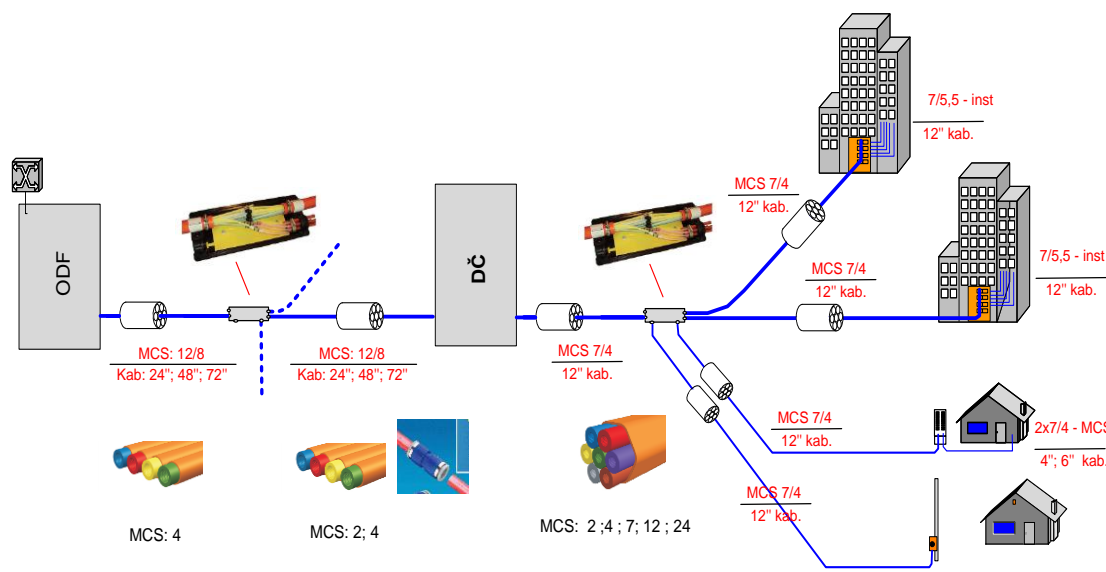 7/5,5 - inst
12" kab.
MCS 7/4
12" kab.
ODF
DČ
MCS 7/4
12" kab.
7/5,5 - inst
12" kab.
MCS: 12/8
Kab: 24"; 48"; 72"
MCS: 12/8
Kab: 24"; 48"; 72"
MCS 7/4
12" kab.
MCS 7/4
12" kab.
2x7/4 - MCS
4"; 6" kab.
MCS 7/4
12" kab.
MCS: 4
MCS: 2; 4
MCS: 2 ;4 ; 7; 12 ; 24